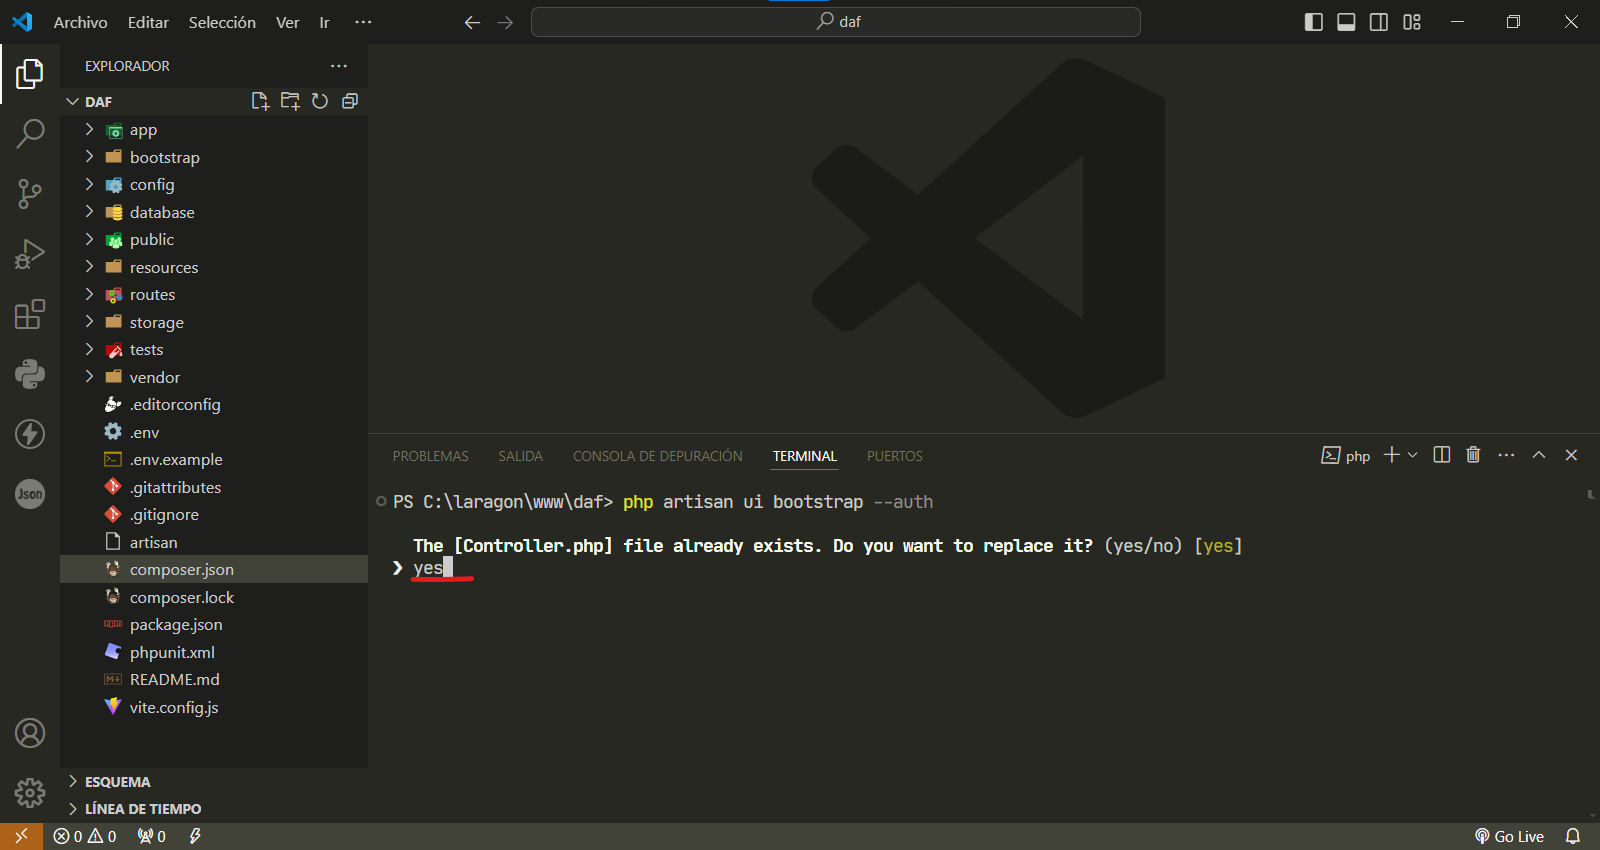 Archivo Editar Selección Ver Ir ···
daf
EXPLORADOR
DAF
app
bootstrap
config
database
public
resources
routes
storage
tests
vendor
.editorconfig
.env
.env.example
.gitattributes
.gitignore
artisan
composer.json
composer.lock
package.json
phpunit.xml
README.md
vite.config.js
ESQUEMA
LÍNEA DE TIEMPO
Json
PROBLEMAS SALIDA CONSOLA DE DEPURACIÓN TERMINAL PUERTOS
php
PS C:\laragon\www\daf> php artisan ui bootstrap --auth
The [Controller.php] file already exists. Do you want to replace it? (yes/no) [yes]
❯ yes
0 0 0
Go Live